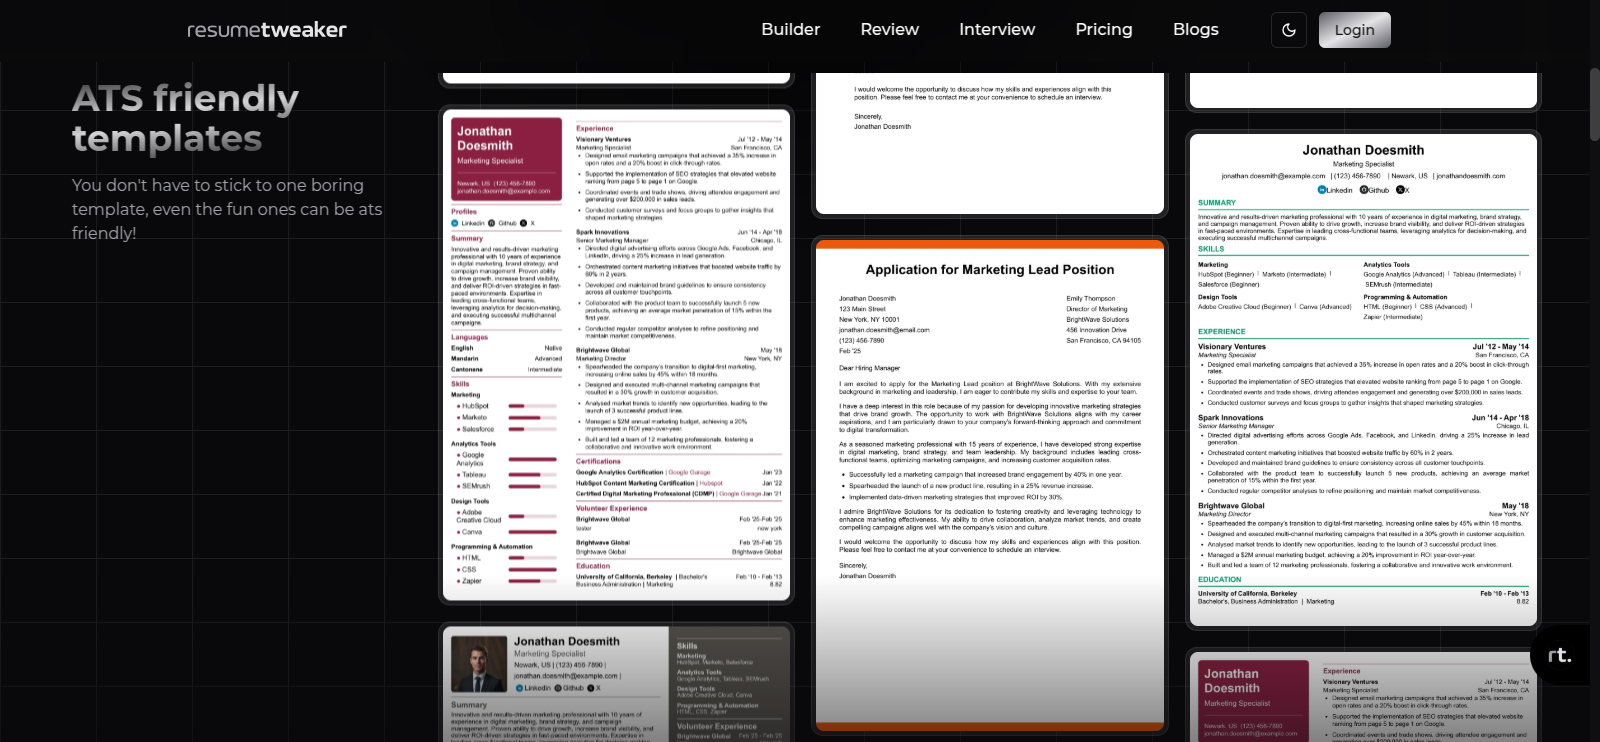 resumetweaker
Builder
Review
Interview
Pricing
Blogs
Login
ATS friendly
templates
You don't have to stick to one boring
template, even the fun ones can be ats
friendly!
Jonathan
Doesmith
Marketing Specialist
Newark, US (123) 456-7890
jonathan.doesmith@example.com
Profiles
Linkedin Github X
Summary
Innovative and results-driven marketing
professional with 10 years of experience
in digital marketing, brand strategy, and
campaign management. Proven ability
to drive growth, increase brand visibility,
and deliver ROI-driven strategies in fast-
paced environments. Expertise in
leading cross-functional teams,
leveraging analytics for decision-making,
and executing successful multichannel
campaigns.
Languages
English Native
Mandarin Advanced
Cantonese Intermediate
Skills
Marketing
HubSpot
Marketo
Salesforce
Analytics Tools
Google
Analytics
Tableau
SEMrush
Design Tools
Adobe
Creative Cloud
Canva
Programming & Automation
HTML
CSS
Zapier
Experience
Visionary Ventures Jul '12 - May '14
Marketing Specialist San Francisco, CA
Designed email marketing campaigns that achieved a 35% increase in
open rates and a 20% boost in click-through rates.
Supported the implementation of SEO strategies that elevated website
ranking from page 5 to page 1 on Google.
Coordinated events and trade shows, driving attendee engagement and
generating over $200,000 in sales leads.
Conducted customer surveys and focus groups to gather insights that
shaped marketing strategies.
Spark Innovations Jun '14 - Apr '18
Senior Marketing Manager Chicago, IL
Directed digital advertising efforts across Google Ads, Facebook, and
LinkedIn, driving a 25% increase in lead generation.
Orchestrated content marketing initiatives that boosted website traffic by
60% in 2 years.
Developed and maintained brand guidelines to ensure consistency
across all customer touchpoints.
Collaborated with the product team to successfully launch 5 new
products, achieving an average market penetration of 15% within the
first year.
Conducted regular competitor analyses to refine positioning and
maintain market competitiveness.
Brightwave Global May '18
Marketing Director New York, NY
Spearheaded the company's transition to digital-first marketing,
increasing online sales by 45% within 18 months.
Designed and executed multi-channel marketing campaigns that
resulted in a 30% growth in customer acquisition.
Analysed market trends to identify new opportunities, leading to the
launch of 3 successful product lines.
Managed a $2M annual marketing budget, achieving a 20%
improvement in ROI year-over-year.
Built and led a team of 12 marketing professionals, fostering a
collaborative and innovative work environment.
Certifications
Google Analytics Certification | Google Garage Jan '23
HubSpot Content Marketing Certification | Hubspot Jan '22
Certified Digital Marketing Professional (CDMP) | Google Garage Jan '21
Volunteer Experience
Brightwave Global Feb '25-Feb '25
tester new york
Brightwave Global Feb '25-Feb '25
Brightwave Global Brightwave Global
Education
University of California, Berkeley | Bachelor's Feb '10 - Feb '13
Business Administration | Marketing 8.82
Jonathan Doesmith
Marketing Specialist
Newark, US | (123) 456-7890 |
jonathan.doesmith@example.com |
Linkedin Github X
Summary
Innovative and results-driven marketing professional with 10 years of
experience in digital marketing, brand strategy, and campaign
management. Proven ability to drive growth, increase brand visibility, and
deliver ROI-driven strategies in fast-paced environments. Expertise in
Skills
Marketing
HubSpot, Marketo, Salesforce
Analytics Tools
Google Analytics, Tableau, SEMrush
Design Tools
Adobe Creative Cloud, Canva
Programming & Automation
HTML, CSS, Zapier
Volunteer Experience
Brightwave Global Feb '25 - Feb '25
I would welcome the opportunity to discuss how my skills and experiences align with this
position. Please feel free to contact me at your convenience to schedule an interview.
Sincerely,
Jonathan Doesmith
Application for Marketing Lead Position
Jonathan Doesmith
123 Main Street
New York, NY 10001
jonathan.doesmith@email.com
(123) 456-7890
Feb '25
Emily Thompson
Director of Marketing
BrightWave Solutions
456 Innovation Drive
San Francisco, CA 94105
Dear Hiring Manager
I am excited to apply for the Marketing Lead position at BrightWave Solutions. With my extensive
background in marketing and leadership, I am eager to contribute my skills and expertise to your team.
I have a deep interest in this role because of my passion for developing innovative marketing strategies
that drive brand growth. The opportunity to work with BrightWave Solutions aligns with my career
aspirations, and I am particularly drawn to your company's forward-thinking approach and commitment
to digital transformation.
As a seasoned marketing professional with 15 years of experience, I have developed strong expertise
in digital marketing, brand strategy, and team leadership. My background includes leading cross-
functional teams, optimizing marketing campaigns, and increasing customer acquisition rates.
Successfully led a marketing campaign that increased brand engagement by 40% in one year.
Spearheaded the launch of a new product line, resulting in a 25% revenue increase.
Implemented data-driven marketing strategies that improved ROI by 30%.
I admire BrightWave Solutions for its dedication to fostering creativity and leveraging technology to
enhance marketing effectiveness. My ability to drive collaboration, analyze market trends, and create
compelling campaigns aligns well with the company's vision and culture.
I would welcome the opportunity to discuss how my skills and experiences align with this position.
Please feel free to contact me at your convenience to schedule an interview.
Sincerely,
Jonathan Doesmith
Jonathan Doesmith
Marketing Specialist
jonathan.doesmith@example.com | (123) 456-7890 | Newark, US | jonathandoesmith.com
Linkedin Github X
SUMMARY
Innovative and results-driven marketing professional with 10 years of experience in digital marketing, brand strategy,
and campaign management. Proven ability to drive growth, increase brand visibility, and deliver ROI-driven strategies
in fast-paced environments. Expertise in leading cross-functional teams, leveraging analytics for decision-making, and
executing successful multichannel campaigns.
SKILLS
Marketing
HubSpot (Beginner) | Marketo (Intermediate) |
Salesforce (Beginner)
Analytics Tools
Google Analytics (Advanced) | Tableau (Intermediate) |
SEMrush (Intermediate)
Design Tools
Adobe Creative Cloud (Beginner) | Canva (Advanced)
Programming & Automation
HTML (Beginner) | CSS (Advanced) |
Zapier (Intermediate)
EXPERIENCE
Visionary Ventures Jul '12 - May '14
Marketing Specialist San Francisco, CA
Designed email marketing campaigns that achieved a 35% increase in open rates and a 20% boost in click-through
rates.
Supported the implementation of SEO strategies that elevated website ranking from page 5 to page 1 on Google.
Coordinated events and trade shows, driving attendee engagement and generating over $200,000 in sales leads.
Conducted customer surveys and focus groups to gather insights that shaped marketing strategies.
Spark Innovations Jun '14 - Apr '18
Senior Marketing Manager Chicago, IL
Directed digital advertising efforts across Google Ads, Facebook, and LinkedIn, driving a 25% increase in lead
generation.
Orchestrated content marketing initiatives that boosted website traffic by 60% in 2 years.
Developed and maintained brand guidelines to ensure consistency across all customer touchpoints.
Collaborated with the product team to successfully launch 5 new products, achieving an average market
penetration of 15% within the first year.
Conducted regular competitor analyses to refine positioning and maintain market competitiveness.
Brightwave Global May '18
Marketing Director New York, NY
Spearheaded the company's transition to digital-first marketing, increasing online sales by 45% within 18 months.
Designed and executed multi-channel marketing campaigns that resulted in a 30% growth in customer acquisition.
Analysed market trends to identify new opportunities, leading to the launch of 3 successful product lines.
Managed a $2M annual marketing budget, achieving a 20% improvement in ROI year-over-year.
Built and led a team of 12 marketing professionals, fostering a collaborative and innovative work environment.
EDUCATION
University of California, Berkeley Feb '10 - Feb '13
Bachelor's, Business Administration | Marketing 8.82
Jonathan
Doesmith
Marketing Specialist
Newark, US (123) 456-7890
jonathan.doesmith@example.com
Experience
Visionary Ventures Jul '12 - May '14
Marketing Specialist San Francisco, CA
Designed email marketing campaigns that achieved a 35% increase in
open rates and a 20% boost in click-through rates.
Supported the implementation of SEO strategies that elevated website
ranking from page 5 to page 1 on Google.
Coordinated events and trade shows, driving attendee engagement and
rt.